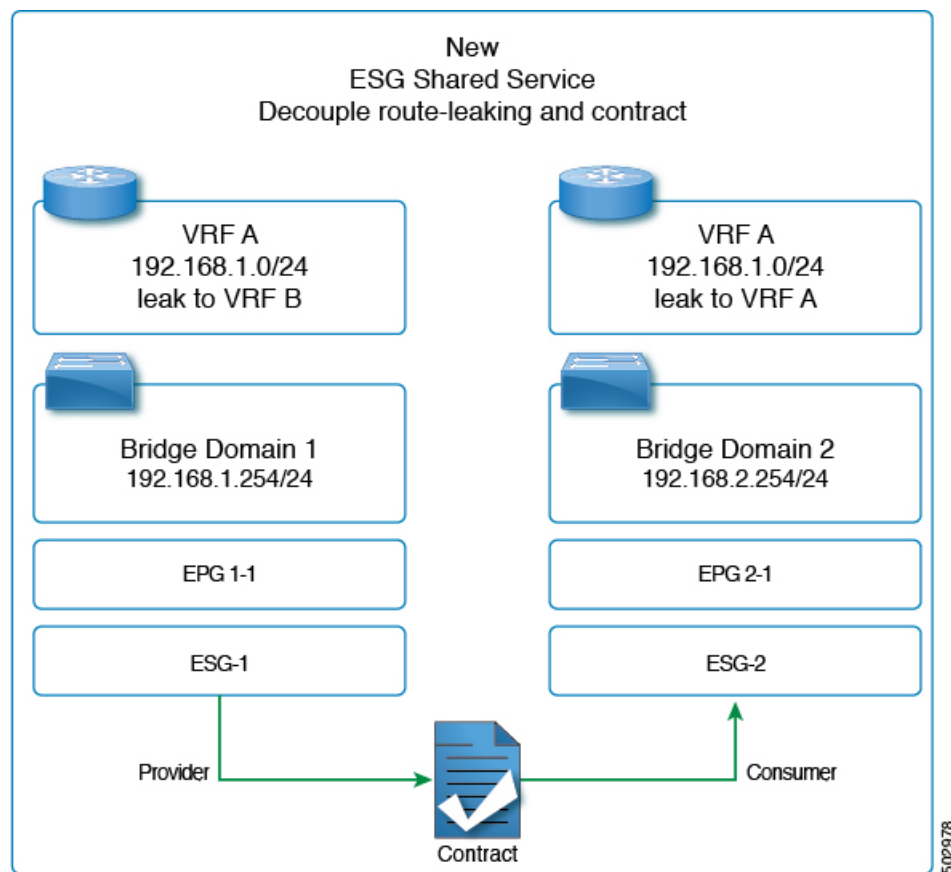 New
ESG Shared Service
Decouple route-leaking and contract
VRF A
192.168.1.0/24
leak to VRF B
VRF A
192.168.1.0/24
leak to VRF A
Bridge Domain 1
192.168.1.254/24
Bridge Domain 2
192.168.2.254/24
EPG 1-1
EPG 2-1
ESG-1
ESG-2
Provider
Consumer
Contract
502978